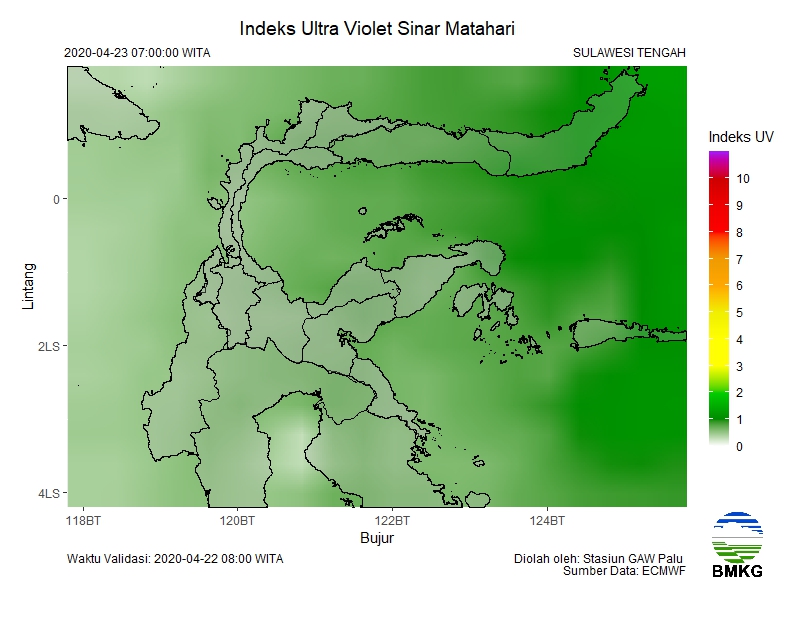 Indeks Ultra Violet Sinar Matahari
2020-04-23 07:00:00 WITA
SULAWESI TENGAH
Indeks UV
10
9
8
7
6
5
4
3
2
1
0
Lintang
0
2LS
4LS
118BT
120BT
122BT
124BT
Bujur
Waktu Validasi: 2020-04-22 08:00 WITA
Diolah oleh: Stasiun GAW Palu
Sumber Data: ECMWF
BMKG